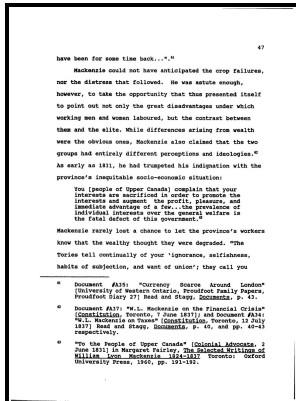 47
have been for some time back...".⁸¹
Mackenzie could not have anticipated the crop failures,
nor the distress that followed. He was astute enough,
however, to take the opportunity that thus presented itself
to point out not only the great disadvantages under which
working men and women laboured, but the contrast between
them and the elite. While differences arising from wealth
were the obvious ones, Mackenzie also claimed that the two
groups had entirely different perceptions and ideologies.⁸²
As early as 1831, he had trumpeted his indignation with the
province's inequitable socio-economic situation:
You [people of Upper Canada] complain that your
interests are sacrificed in order to promote the
interests and augment the profit, pleasure, and
immediate advantage of a few...the prevalence of
individual interests over the general welfare is
the fatal defect of this government.⁸³
Mackenzie rarely lost a chance to let the province's workers
know that the wealthy thought they were degraded. "The
Tories tell continually of your 'ignorance, selfishness,
habits of subjection, and want of union'; they call you
⁸¹ Document #A35: "Currency Scarce Around London"
[University of Western Ontario, Proudfoot Family Papers,
Proudfoot Diary 27] Read and Stagg, Documents, p. 43.
⁸² Document #A37: "W.L. Mackenzie on the Financial Crisis"
[Constitution, Toronto, 7 June 1837]; and Document #A34:
"W.L. Mackenzie on Taxes" [Constitution, Toronto, 12 July
1837] Read and Stagg, Documents, p. 40, and pp. 40-43
respectively.
⁸³ "To the People of Upper Canada" [Colonial Advocate, 2
June 1831] in Margaret Fairley, The Selected Writings of
William Lyon Mackenzie 1824-1837 Toronto: Oxford
University Press, 1960, pp. 191-192.